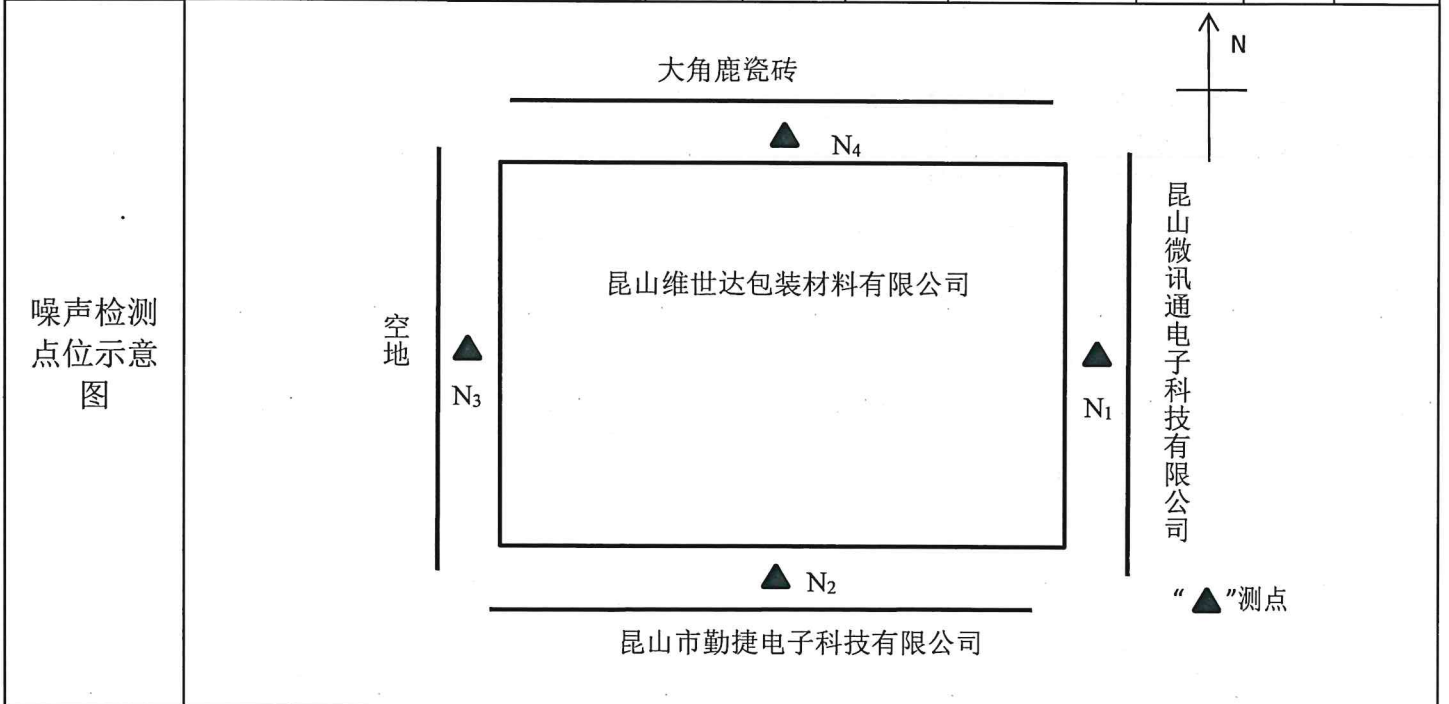 噪声检测
点位示意
图
N
大角鹿瓷砖
N₄
昆山维世达包装材料有限公司
空地
N₃
N₁
昆山微讯通电子科技有限公司
N₂
“▲”测点
昆山市勤捷电子科技有限公司